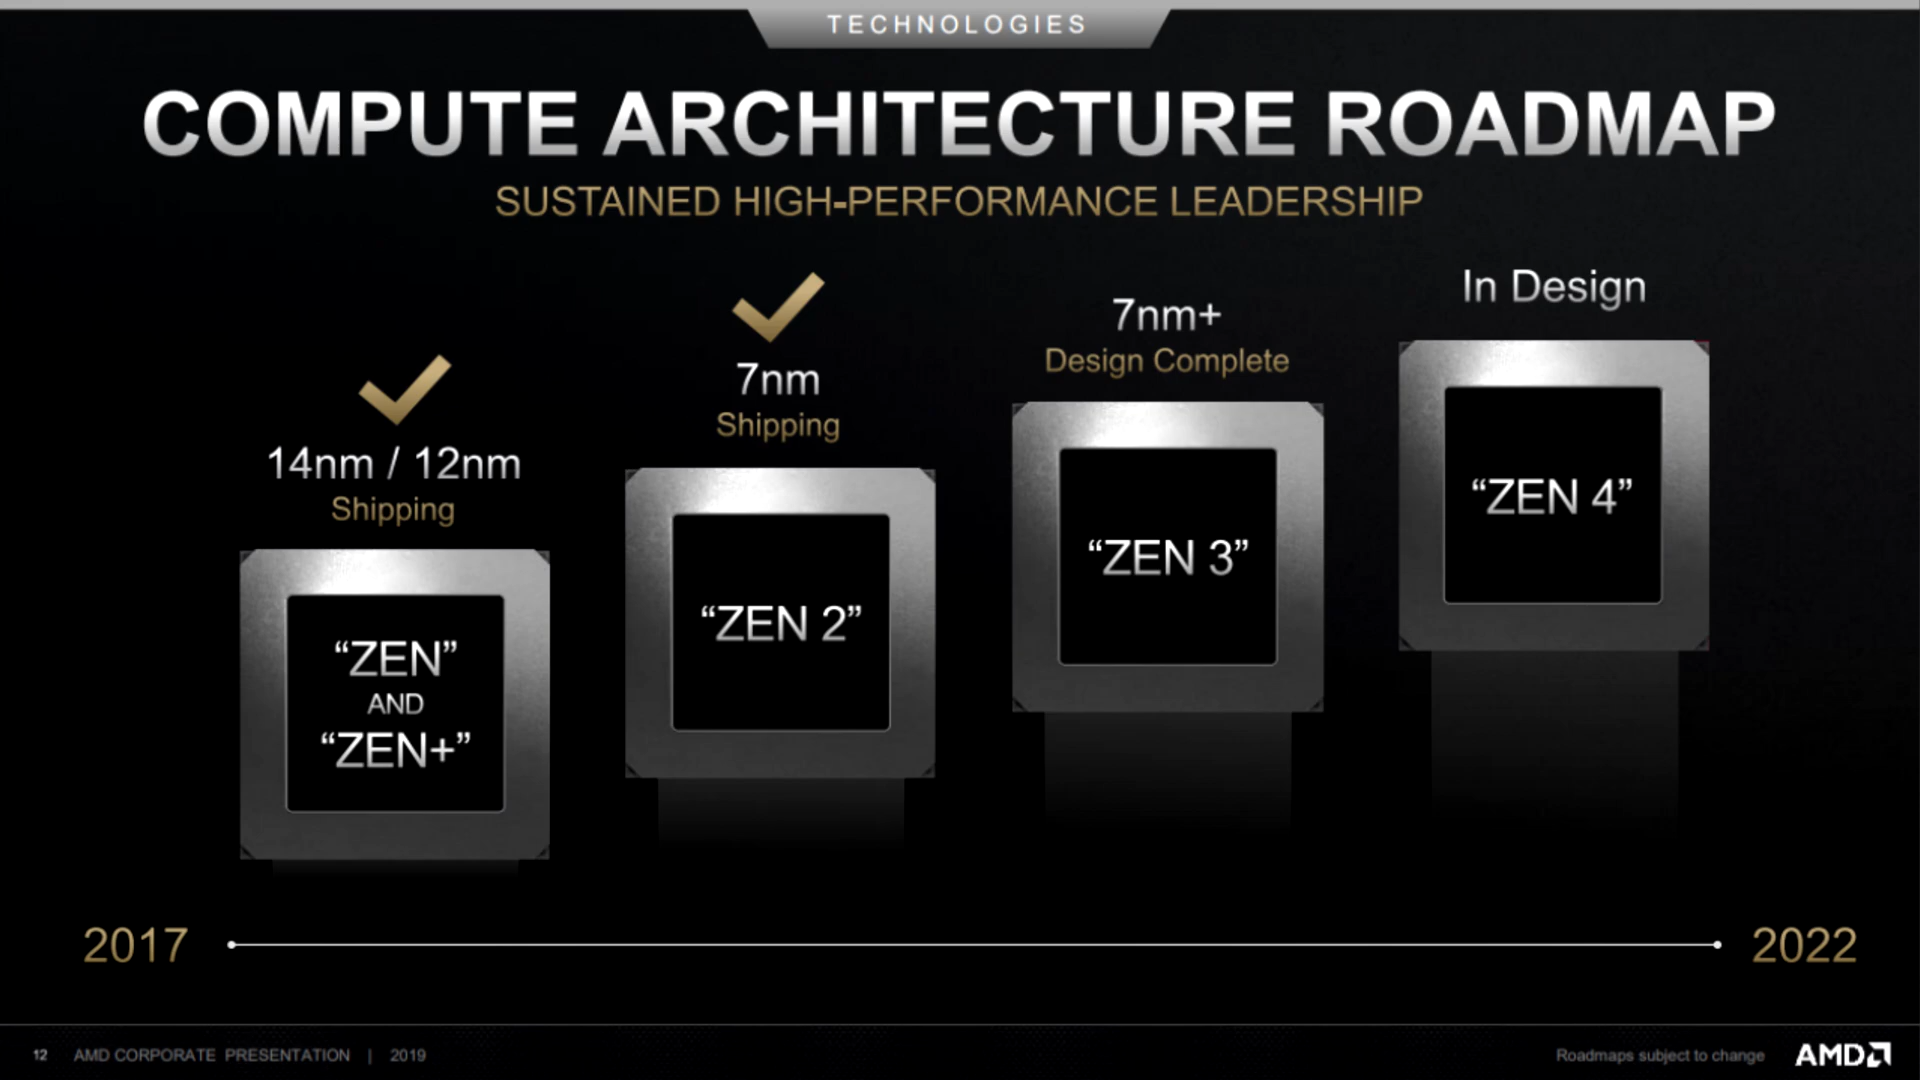 TECHNOLOGIES
COMPUTE ARCHITECTURE ROADMAP
SUSTAINED HIGH-PERFORMANCE LEADERSHIP
14nm / 12nm
Shipping
“ZEN”
AND
“ZEN+”
7nm
Shipping
“ZEN 2”
7nm+
Design Complete
“ZEN 3”
In Design
“ZEN 4”
2017
2022
12 AMD CORPORATE PRESENTATION | 2019
Roadmaps subject to change
AMD